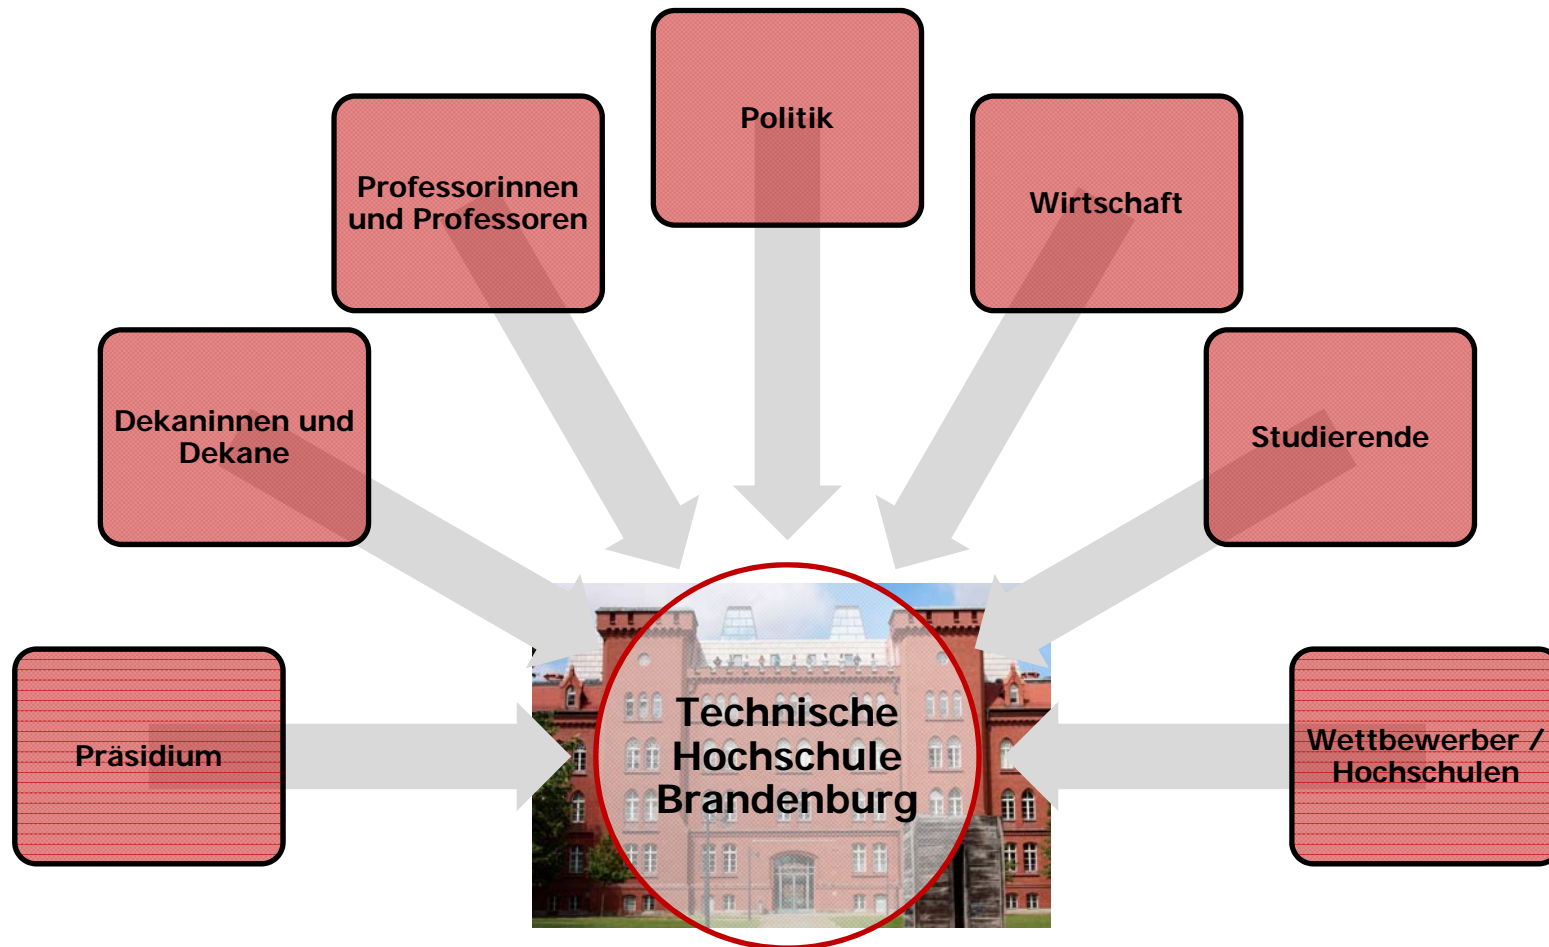 Politik
Professorinnen
und Professoren
Wirtschaft
Dekaninnen und
Dekane
Studierende
Präsidium
Technische
Hochschule
Brandenburg
Wettbewerber /
Hochschulen